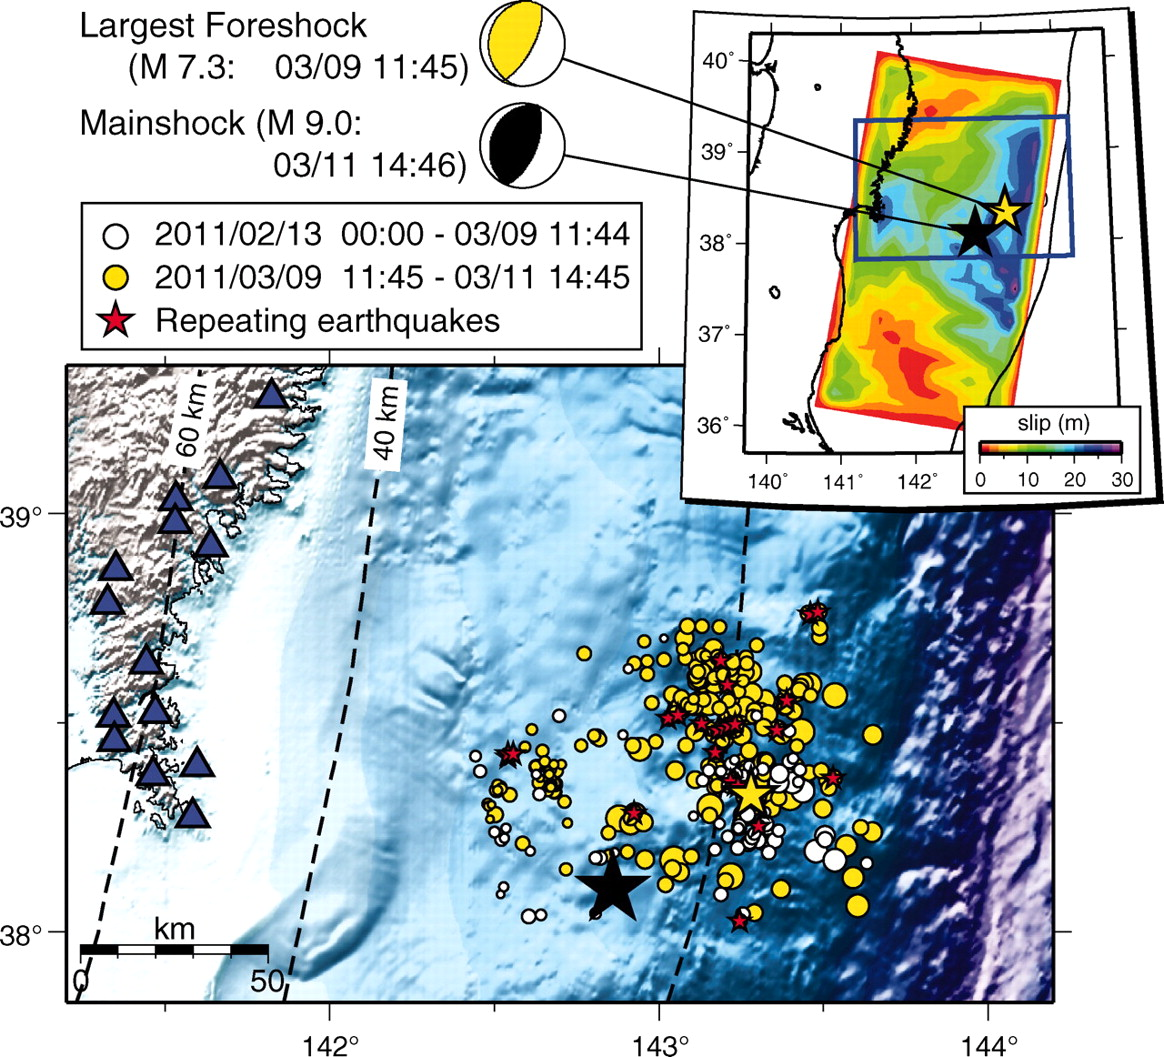 Largest Foreshock
(M 7.3: 03/09 11:45)
Mainshock (M 9.0:
03/11 14:46)
2011/02/13 00:00 - 03/09 11:44
2011/03/09 11:45 - 03/11 14:45
Repeating earthquakes
40°
39°
38°
37°
36°
140° 141° 142°
slip (m)
0 10 20 30
60 km
40 km
39°
38°
km
0 50
142° 143° 144°